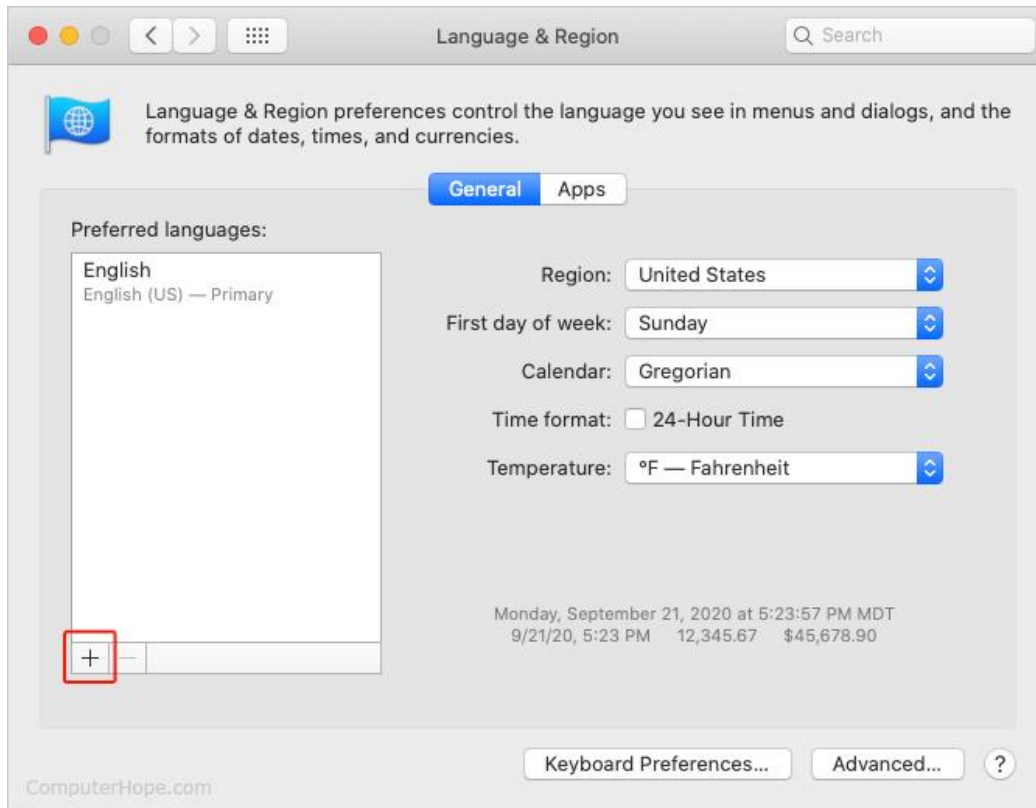 Language & Region
Search
Language & Region preferences control the language you see in menus and dialogs, and the
formats of dates, times, and currencies.
General Apps
Preferred languages:
English
English (US) — Primary
Region: United States
First day of week: Sunday
Calendar: Gregorian
Time format: 24-Hour Time
Temperature: °F — Fahrenheit
Monday, September 21, 2020 at 5:23:57 PM MDT
9/21/20, 5:23 PM 12,345.67 $45,678.90
+ —
Keyboard Preferences... Advanced... ?
ComputerHope.com